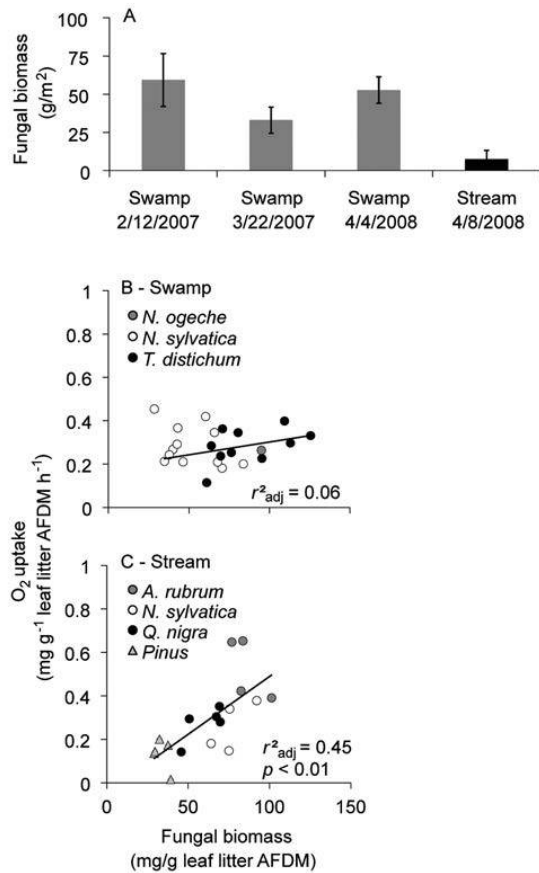 A
Fungal biomass
(g/m²)
100
75
50
25
0
Swamp
2/12/2007
Swamp
3/22/2007
Swamp
4/4/2008
Stream
4/8/2008
O₂ uptake
(mg g⁻¹ leaf litter AFDM h⁻¹)
B - Swamp
N. ogeche
N. sylvatica
T. distichum
1
0.8
0.6
0.4
0.2
0
r²adj = 0.06
C - Stream
A. rubrum
N. sylvatica
Q. nigra
Pinus
1
0.8
0.6
0.4
0.2
0
r²adj = 0.45
p < 0.01
0 50 100 150
Fungal biomass
(mg/g leaf litter AFDM)